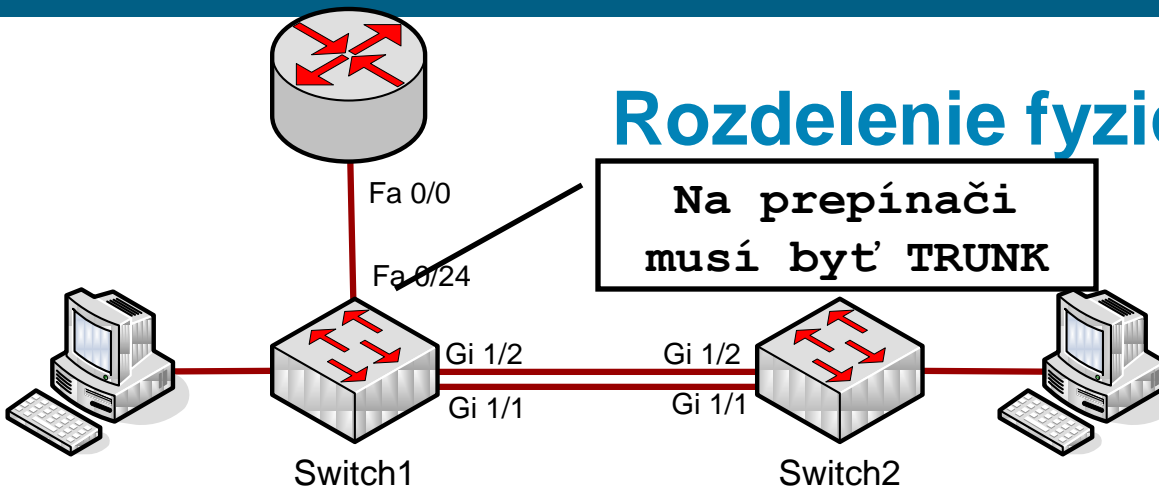 Rozdelenie
Na prepínači
musí byť TRUNK
Fa 0/0
Fa 0/24
Gi 1/2
Gi 1/2
Gi 1/1
Gi 1/1
Switch1
Switch2